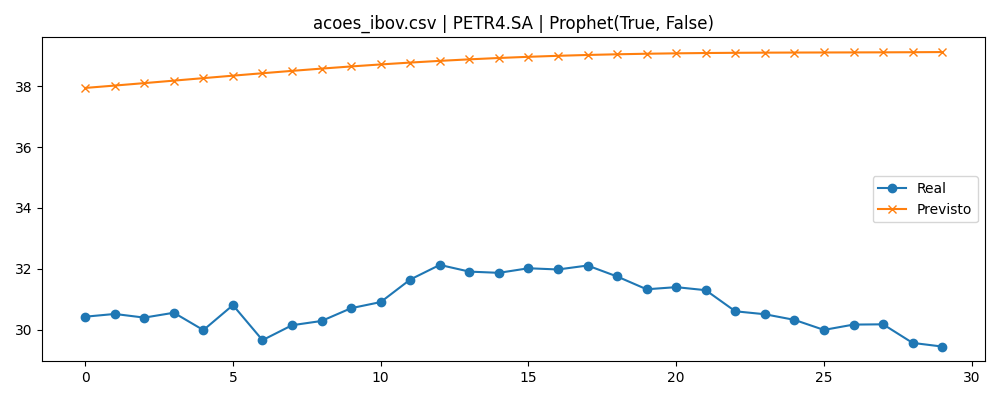 acoes_ibov.csv | PETR4.SA | Prophet(True, False)
38
36
34
32
30
Real
Previsto
0 5 10 15 20 25 30